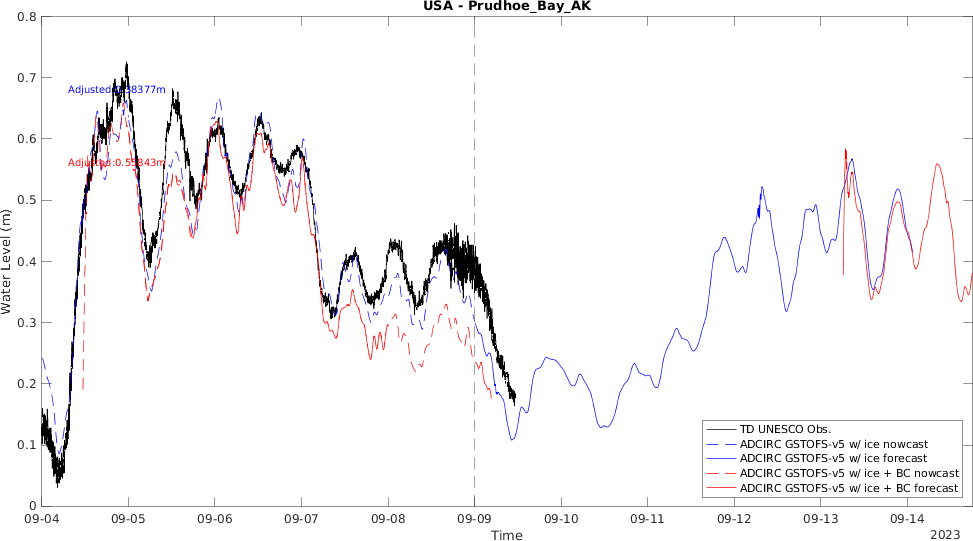 USA - Prudhoe_Bay_AK
0.8
0.7
0.6
0.5
0.4
0.3
0.2
0.1
0
Water Level (m)
Adjusted:0.55843m
TD UNESCO Obs.
ADCIRC GSTOFS-v5 w/ ice nowcast
ADCIRC GSTOFS-v5 w/ ice forecast
ADCIRC GSTOFS-v5 w/ ice + BC nowcast
ADCIRC GSTOFS-v5 w/ ice + BC forecast
09-04 09-05 09-06 09-07 09-08 09-09 09-10 09-11 09-12 09-13 09-14
Time
2023